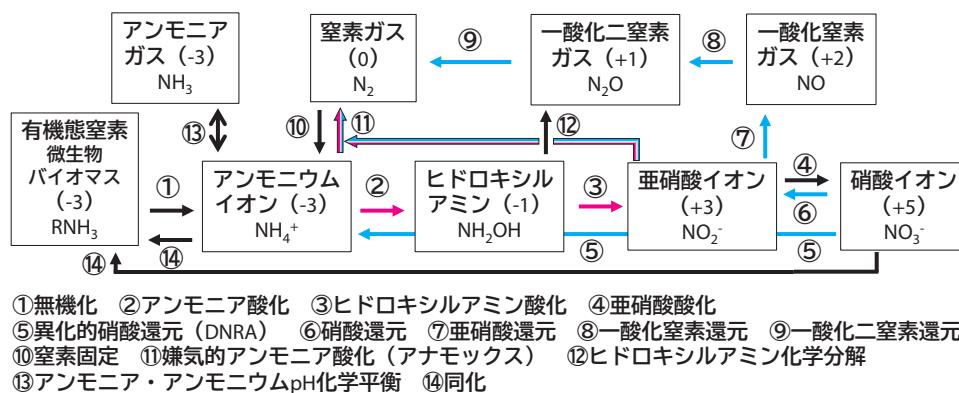 アンモニア
ガス(-3)
NH₃
窒素ガス
(0)
N₂
⑨
一酸化二窒素
ガス(+1)
N₂O
⑧
一酸化窒素
ガス(+2)
NO
⑬
⑩
⑪
⑫
⑦
有機態窒素
微生物
バイオマス
(-3)
RNH₃
①
⑭
⑭
アンモニウム
イオン(-3)
NH₄⁺
②
ヒドロキシル
アミン(-1)
NH₂OH
③
⑤
亜硝酸イオン
(+3)
NO₂⁻
④
⑥
⑤
硝酸イオン
(+5)
NO₃⁻
①無機化 ②アンモニア酸化 ③ヒドロキシルアミン酸化 ④亜硝酸酸化
⑤異化的硝酸還元(DNRA) ⑥硝酸還元 ⑦亜硝酸還元 ⑧一酸化窒素還元 ⑨一酸化二窒素還元
⑩窒素固定 ⑪嫌気的アンモニア酸化(アナモックス) ⑫ヒドロキシルアミン化学分解
⑬アンモニア・アンモニウムpH化学平衡 ⑭同化